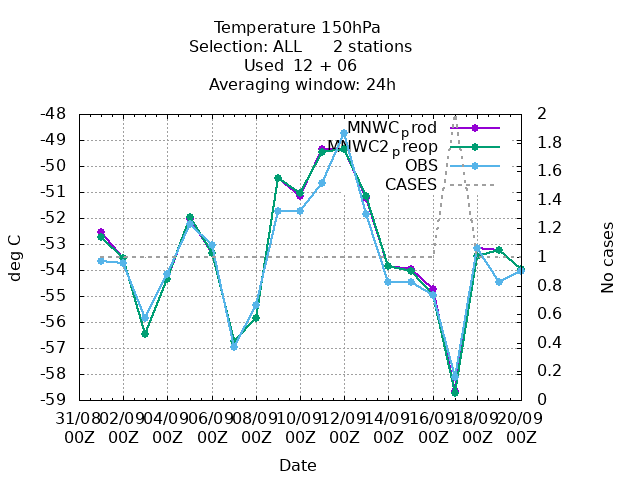 Temperature 150hPa
Selection: ALL 2 stations
Used 12 + 06
Averaging window: 24h
MNWC_prod
MNWC2_preop
OBS
CASES
deg C
-48
-49
-50
-51
-52
-53
-54
-55
-56
-57
-58
-59
2
1.8
1.6
1.4
1.2
1
0.8
0.6
0.4
0.2
0
No cases
31/08 02/09 04/09 06/09 08/09 10/09 12/09 14/09 16/09 18/09 20/09
00Z 00Z 00Z 00Z 00Z 00Z 00Z 00Z 00Z 00Z 00Z
Date